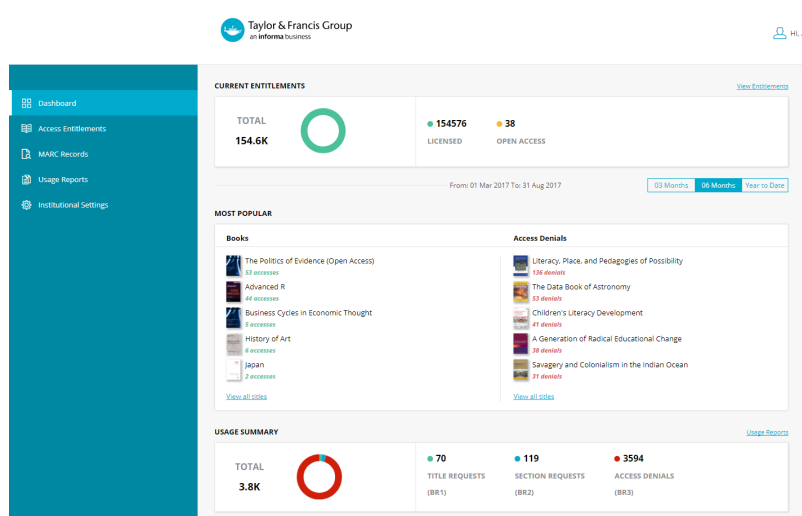 Taylor & Francis Group
an informa business
Hi, .
Dashboard
Access Entitlements
MARC Records
Usage Reports
Institutional Settings
CURRENT ENTITLEMENTS
View Entitlements
TOTAL
154.6K
154576
LICENSED
38
OPEN ACCESS
From: 01 Mar 2017 To: 31 Aug 2017
03 Months
06 Months
Year to Date
MOST POPULAR
Books
The Politics of Evidence (Open Access)
53 accesses
Advanced R
44 accesses
Business Cycles in Economic Thought
5 accesses
History of Art
6 accesses
Japan
2 accesses
View all titles
Access Denials
Literacy, Place, and Pedagogies of Possibility
136 denials
The Data Book of Astronomy
53 denials
Children's Literacy Development
41 denials
A Generation of Radical Educational Change
38 denials
Savagery and Colonialism in the Indian Ocean
31 denials
View all titles
USAGE SUMMARY
Usage Reports
TOTAL
3.8K
70
TITLE REQUESTS
(BR1)
119
SECTION REQUESTS
(BR2)
3594
ACCESS DENIALS
(BR3)